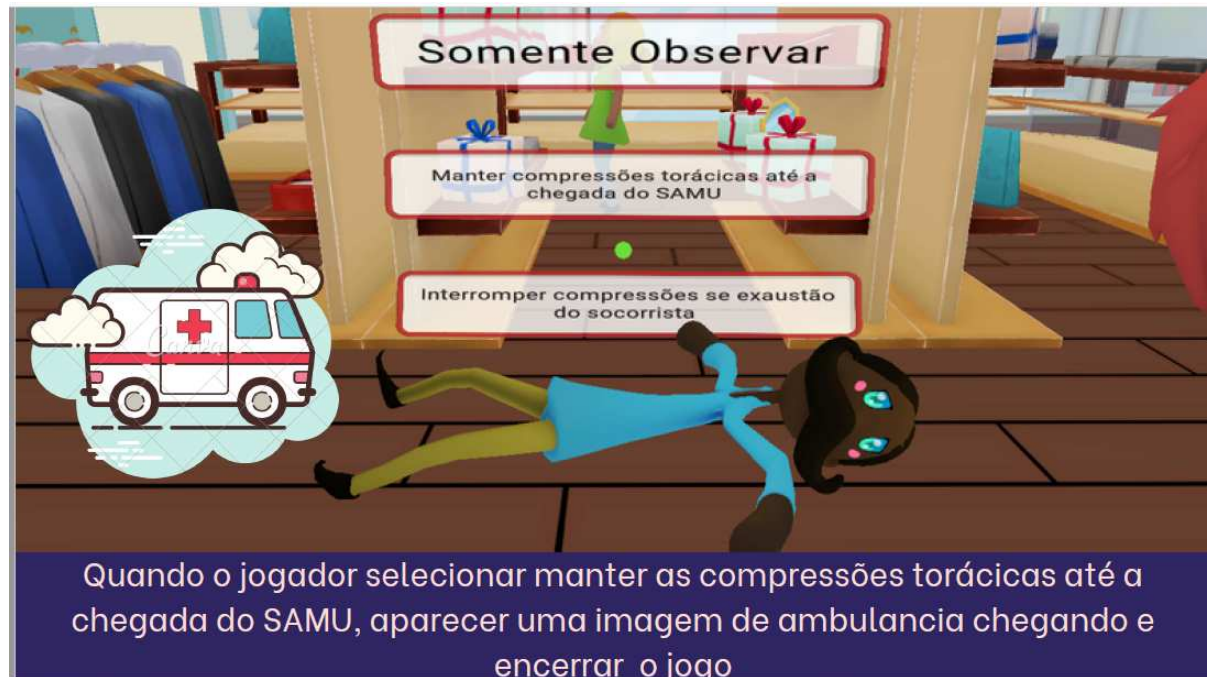 Somente Observar
Manter compressões torácicas até a
chegada do SAMU
Interromper compressões se exaustão
do socorrista
Canva
Quando o jogador selecionar manter as compressões torácicas até a
chegada do SAMU, aparecer uma imagem de ambulancia chegando e
encerrar o jogo